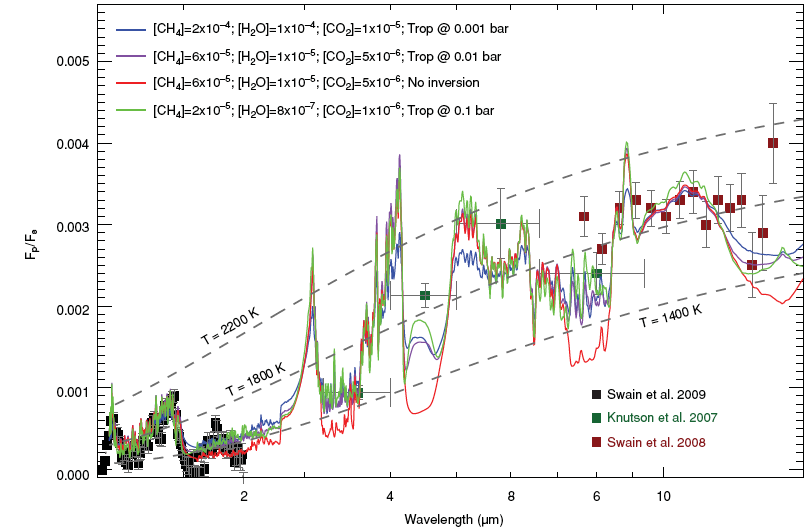 [CH4]=2x10−4; [H2O]=1x10−4; [CO2]=1x10−5; Trop @ 0.001 bar
[CH4]=6x10−5; [H2O]=1x10−5; [CO2]=5x10−6; Trop @ 0.01 bar
[CH4]=6x10−5; [H2O]=1x10−5; [CO2]=5x10−6; No inversion
[CH4]=2x10−5; [H2O]=8x10−7; [CO2]=1x10−6; Trop @ 0.1 bar
0.005
0.004
0.003
0.002
0.001
0.000
Fp/Fs
T = 2200 K
T = 1800 K
T = 1400 K
Swain et al. 2009
Knutson et al. 2007
Swain et al. 2008
2 4 8 6 10
Wavelength (µm)